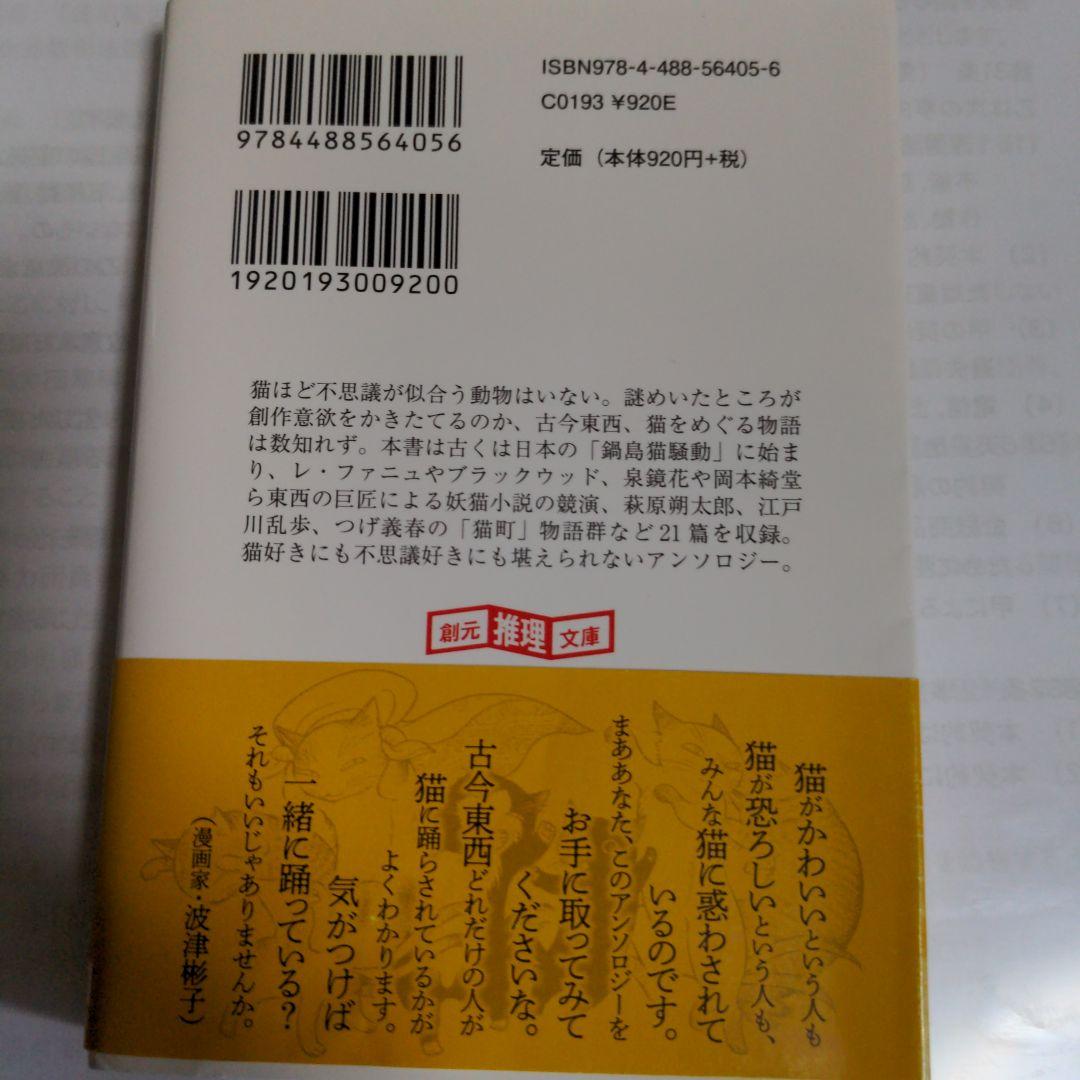 ISBN978-4-488-56405-6
C0193 ¥920E
定価（本体920円+税）
9784488564056
1920193009200
猫ほど不思議が似合う動物はいない。謎めいたところが
創作意欲をかきたてるのか、古今東西、猫をめぐる物語
は数知れず。本書は古くは日本の「鍋島猫騒動」に始ま
り、レ・ファニュやブラックウッド、泉鏡花や岡本綺堂
ら東西の巨匠による妖猫小説の競演、萩原朔太郎、江戸
川乱歩、つげ義春の「猫町」物語群など21篇を収録。
猫好きにも不思議好きにも堪えられないアンソロジー。
創元推理文庫
猫がかわいいという人も
猫が恐ろしいという人も、
みんな猫に惑わされて
いるのです。
まああなた、このアンソロジーを
お手に取ってみて
くださいな。
古今東西どれだけの人が
猫に踊らされているかが
よくわかります。
気がつけば
一緒に踊っている？
それもいいじゃありませんか。
（漫画家・波津彬子）